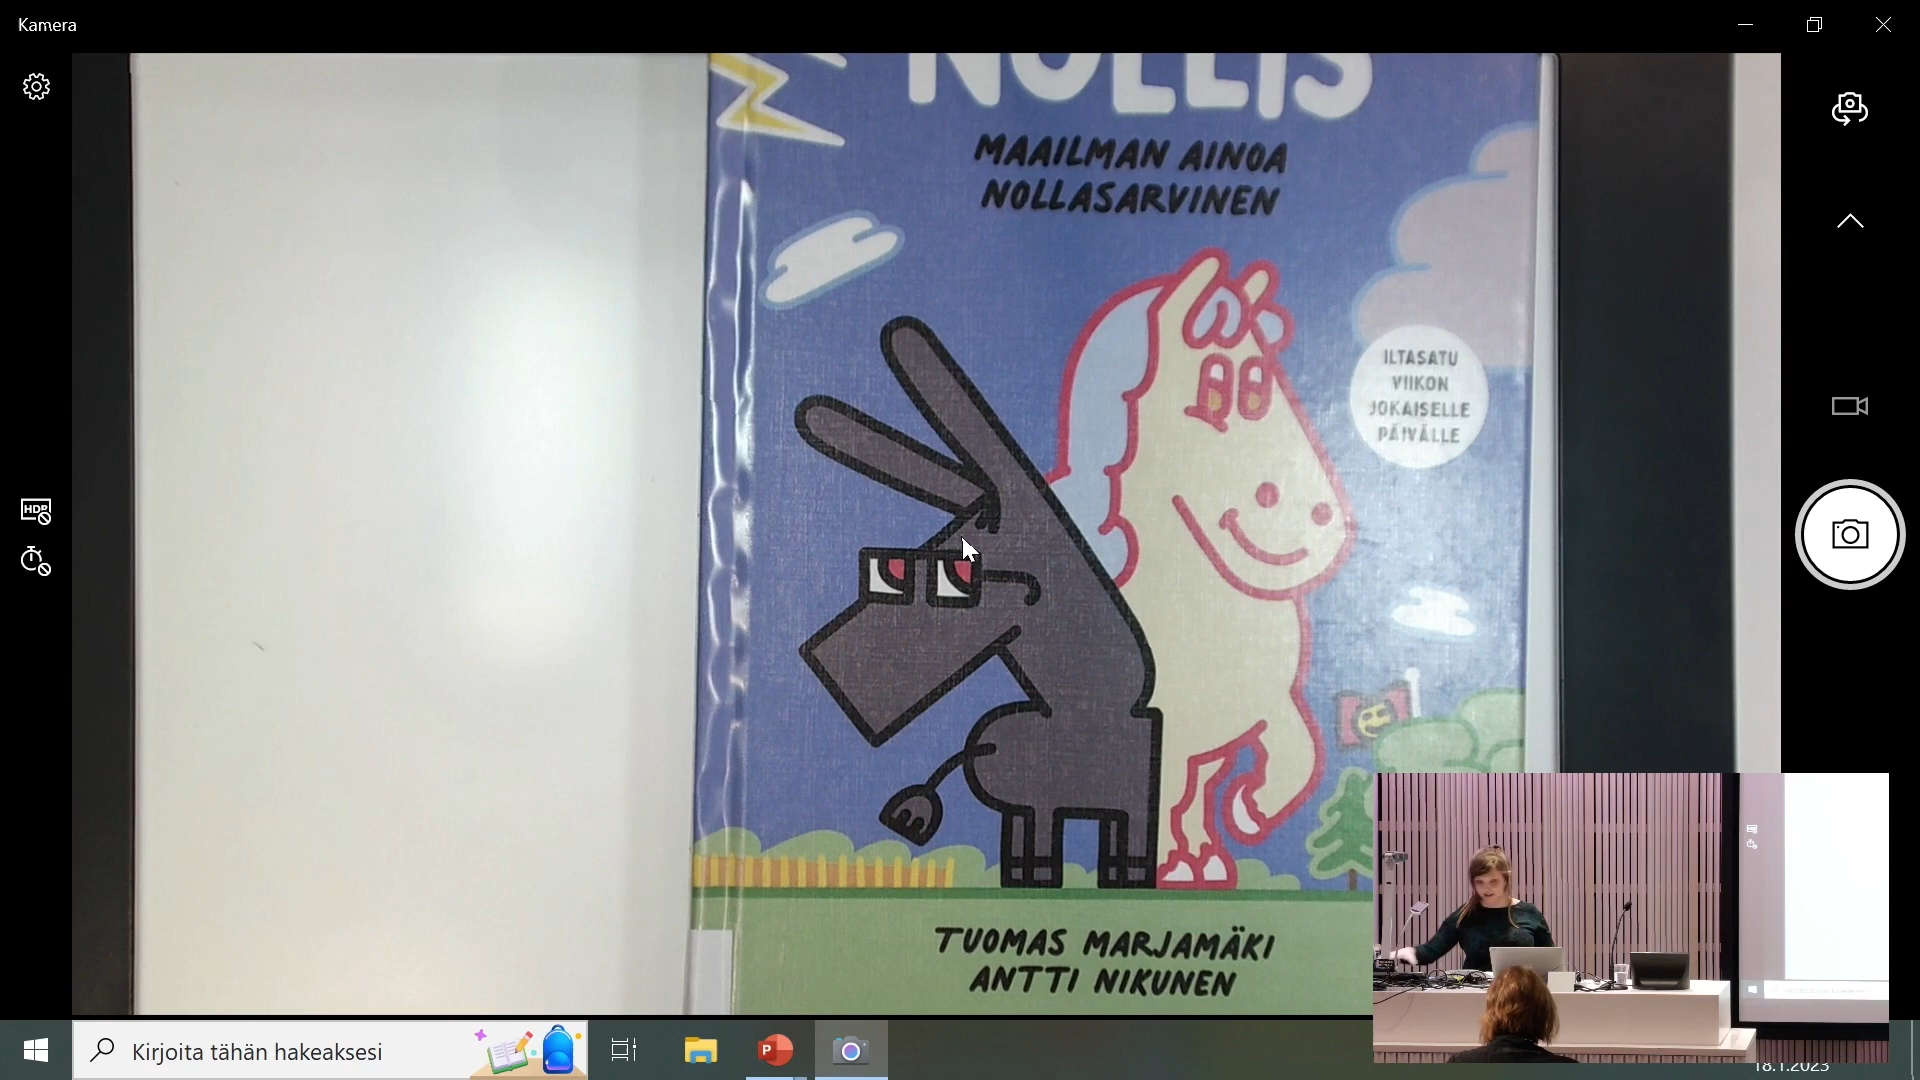 Kamera
NOLLIS
MAAILMAN AINOA
NOLLASARVINEN
ILTASATU
VIIKON
JOKAISELLE
PÄIVÄLLE
HDR
TUOMAS MARJAMÄKI
ANTTI NIKUNEN
Kirjoita tähän hakeaksesi
P
18.1.2023